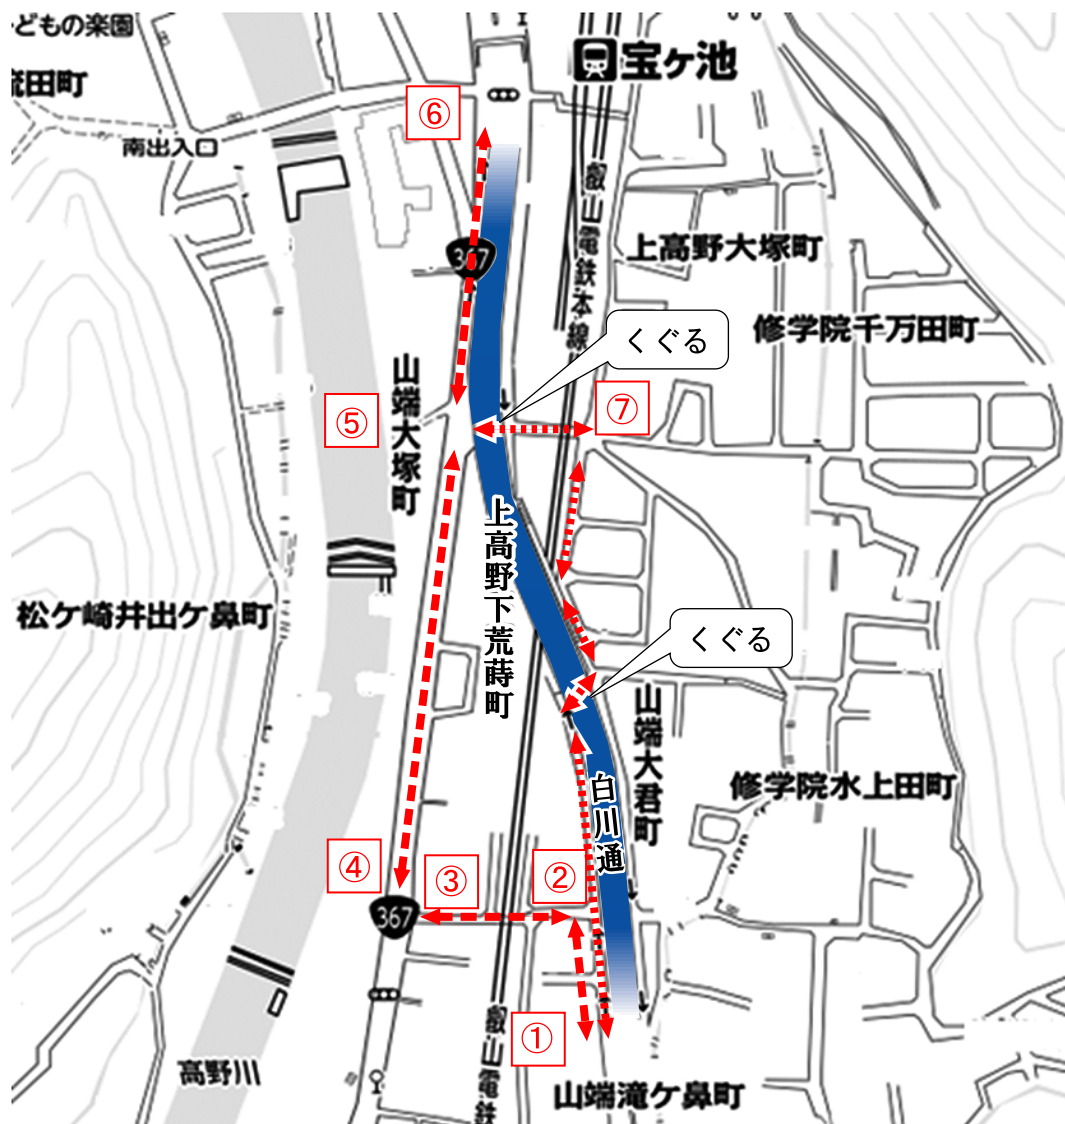 どもの楽園
荒田町
南出入口
宝ヶ池
⑥
叡山電鉄本線
367
上高野大塚町
修学院千万田町
くぐる
山端大塚町
⑤
⑦
上高野下荒蒔町
松ケ崎井出ケ鼻町
くぐる
山端大君町
白川通
修学院水上田町
④
③
②
367
①
叡山電鉄
高野川
山端滝ケ鼻町